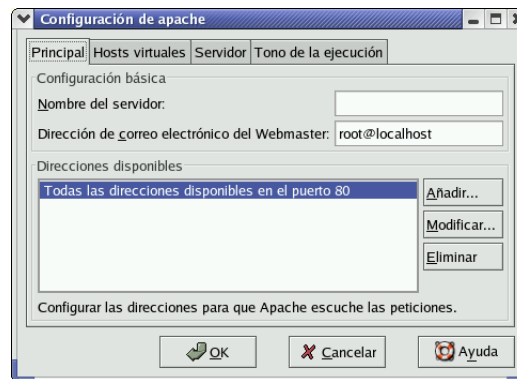 Configuración de apache
Principal Hosts virtuales Servidor Tono de la ejecución
Configuración básica
Nombre del servidor:
Dirección de correo electrónico del Webmaster: root@localhost
Direcciones disponibles
Todas las direcciones disponibles en el puerto 80
Añadir...
Modificar...
Eliminar
Configurar las direcciones para que Apache escuche las peticiones.
OK Cancelar Ayuda